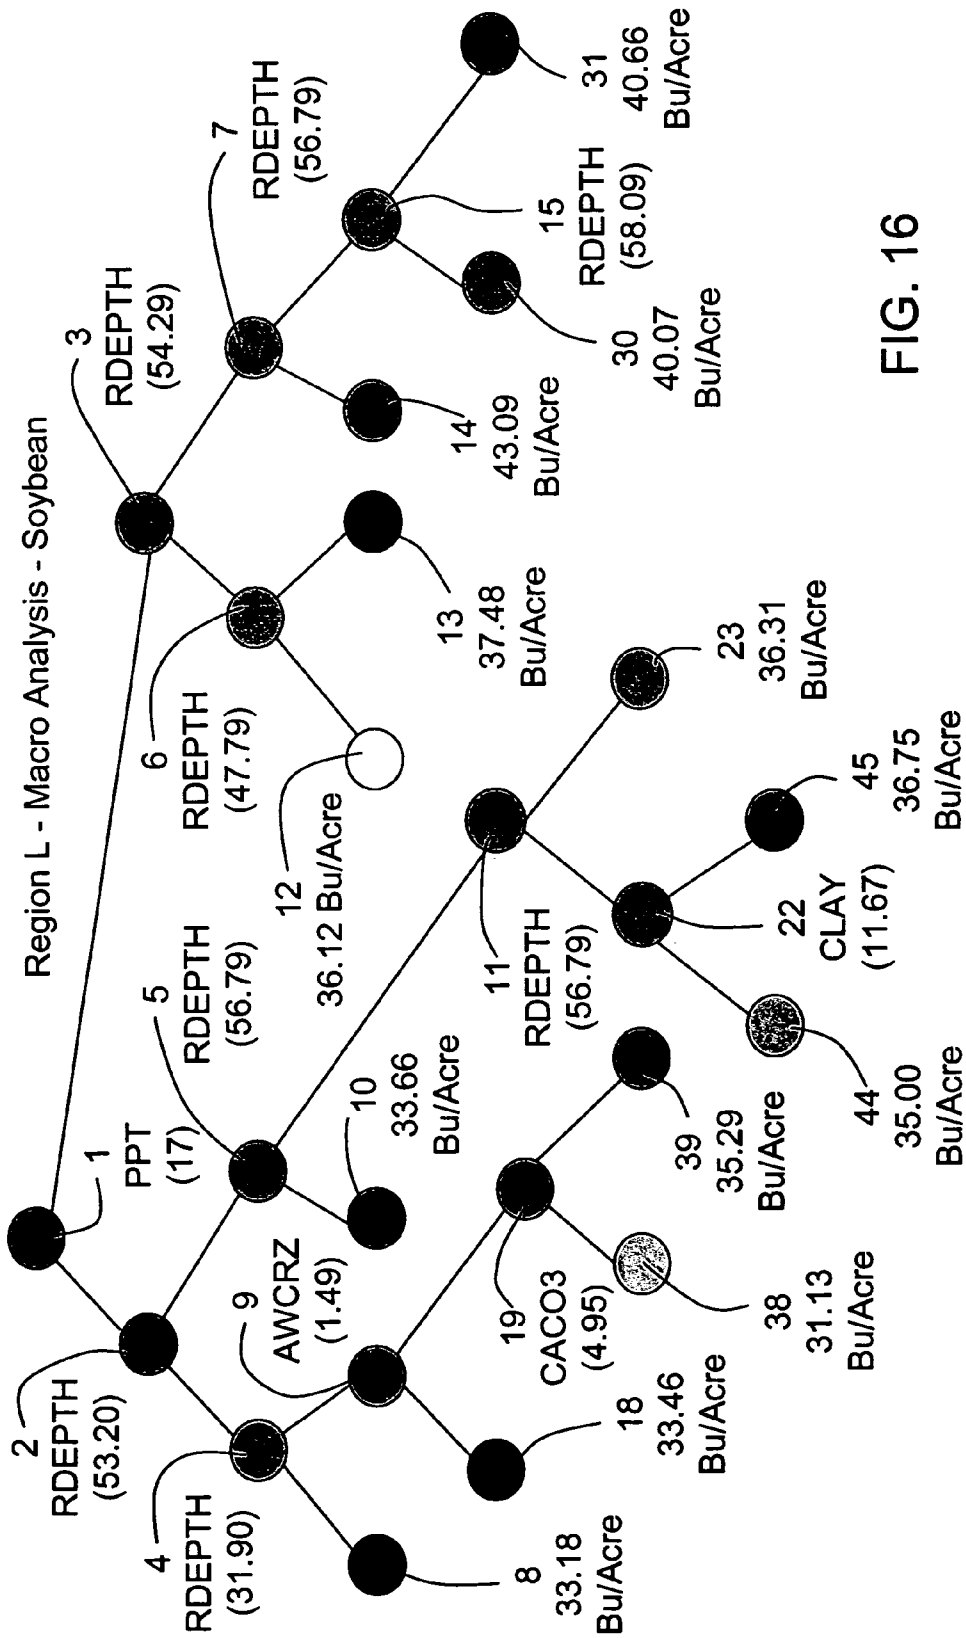 Region L - Macro Analysis - Soybean
1
PPT
(17)
2
RDEPTH
(53.20)
3
RDEPTH
(54.29)
4
RDEPTH
(31.90)
5
RDEPTH
(56.79)
6
RDEPTH
(47.79)
7
RDEPTH
(56.79)
8
33.18
Bu/Acre
9
AWCRZ
(1.49)
10
33.66
Bu/Acre
11
RDEPTH
(56.79)
12
36.12 Bu/Acre
13
37.48
Bu/Acre
14
43.09
Bu/Acre
15
RDEPTH
(58.09)
18
33.46
Bu/Acre
19
CACO3
(4.95)
22
CLAY
(11.67)
23
36.31
Bu/Acre
30
40.07
Bu/Acre
31
40.66
Bu/Acre
38
31.13
Bu/Acre
39
35.29
Bu/Acre
44
35.00
Bu/Acre
45
36.75
Bu/Acre
FIG. 16